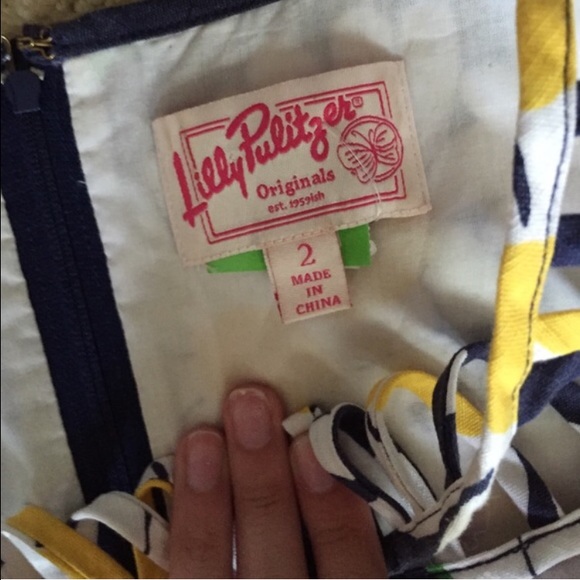 Lilly Pulitzer®
Originals
est. 1959ish
2
MADE
IN
CHINA